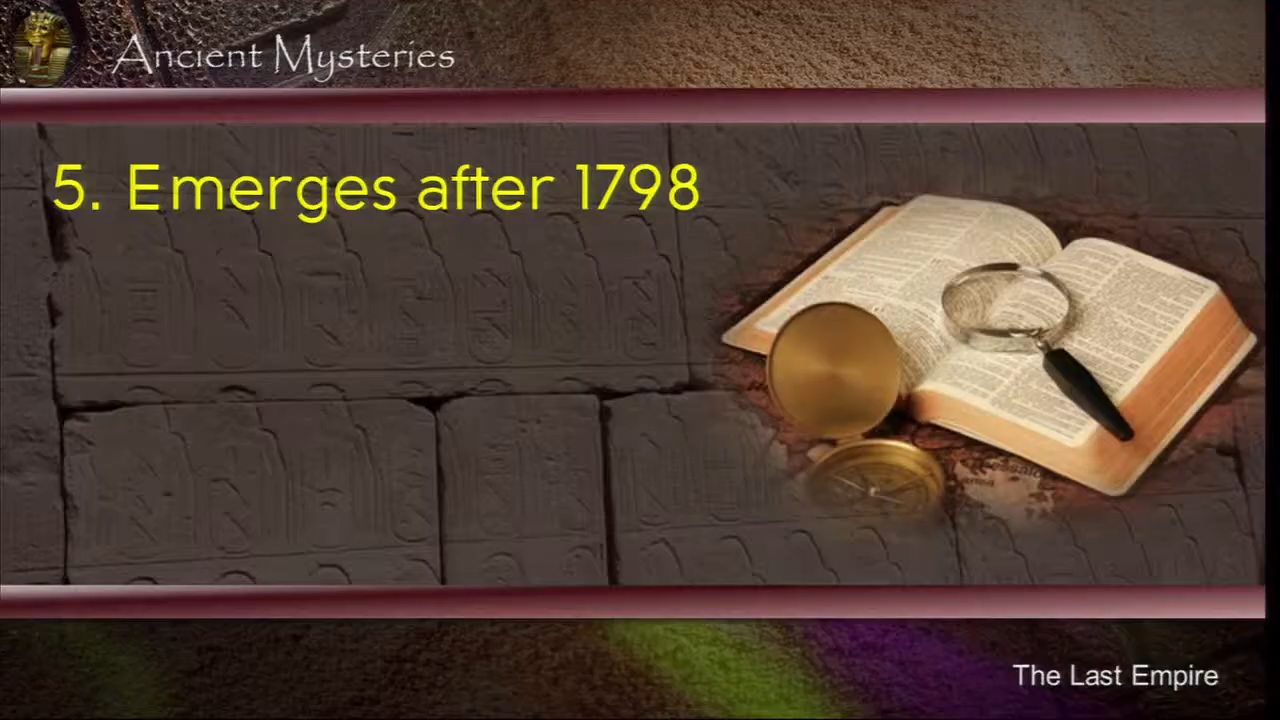 Ancient Mysteries
5. Emerges after 1798
The Last Empire